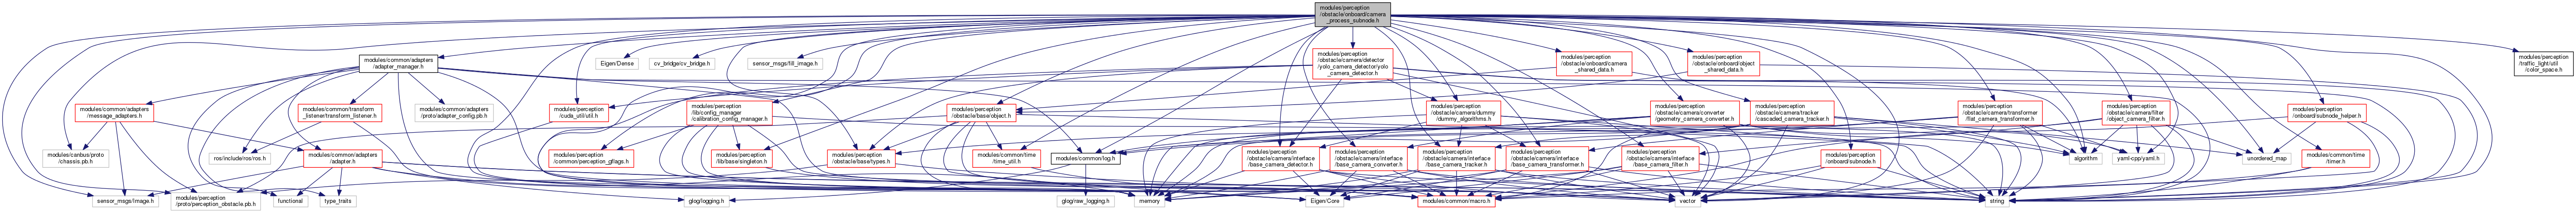 modules/perception
/obstacle/onboard/camera
_process_subnode.h
modules/common/adapters
/adapter_manager.h
Eigen/Dense
cv_bridge/cv_bridge.h
sensor_msgs/fill_image.h
modules/perception
/obstacle/camera/detector
/yolo_camera_detector/yolo
_camera_detector.h
modules/perception
/obstacle/onboard/camera
_shared_data.h
modules/perception
/obstacle/onboard/object
_shared_data.h
modules/perception
/traffic_light/util
/color_space.h
modules/common/adapters
/message_adapters.h
modules/common/transform
_listener/transform_listener.h
modules/common/adapters
/proto/adapter_config.pb.h
modules/perception
/cuda_util/util.h
modules/perception
/lib/config_manager
/calibration_config_manager.h
modules/perception
/obstacle/base/object.h
modules/perception
/obstacle/camera/dummy
/dummy_algorithms.h
modules/perception
/obstacle/camera/converter
/geometry_camera_converter.h
modules/perception
/obstacle/camera/tracker
/cascaded_camera_tracker.h
modules/perception
/obstacle/camera/transformer
/flat_camera_transformer.h
modules/perception
/obstacle/camera/filter
/object_camera_filter.h
modules/perception
/onboard/subnode_helper.h
modules/canbus/proto
/chassis.pb.h
modules/common/adapters
/adapter.h
ros/include/ros/ros.h
modules/perception
/common/perception_gflags.h
modules/perception
/lib/base/singleton.h
modules/perception
/obstacle/base/types.h
modules/common/time
/time_util.h
modules/common/log.h
modules/perception
/obstacle/camera/interface
/base_camera_detector.h
modules/perception
/obstacle/camera/interface
/base_camera_converter.h
modules/perception
/obstacle/camera/interface
/base_camera_tracker.h
modules/perception
/obstacle/camera/interface
/base_camera_transformer.h
modules/perception
/obstacle/camera/interface
/base_camera_filter.h
modules/perception
/onboard/subnode.h
algorithm
yaml-cpp/yaml.h
unordered_map
modules/common/time
/timer.h
sensor_msgs/Image.h
modules/perception
/proto/perception_obstacle.pb.h
functional
type_traits
glog/logging.h
glog/raw_logging.h
memory
Eigen/Core
modules/common/macro.h
vector
string